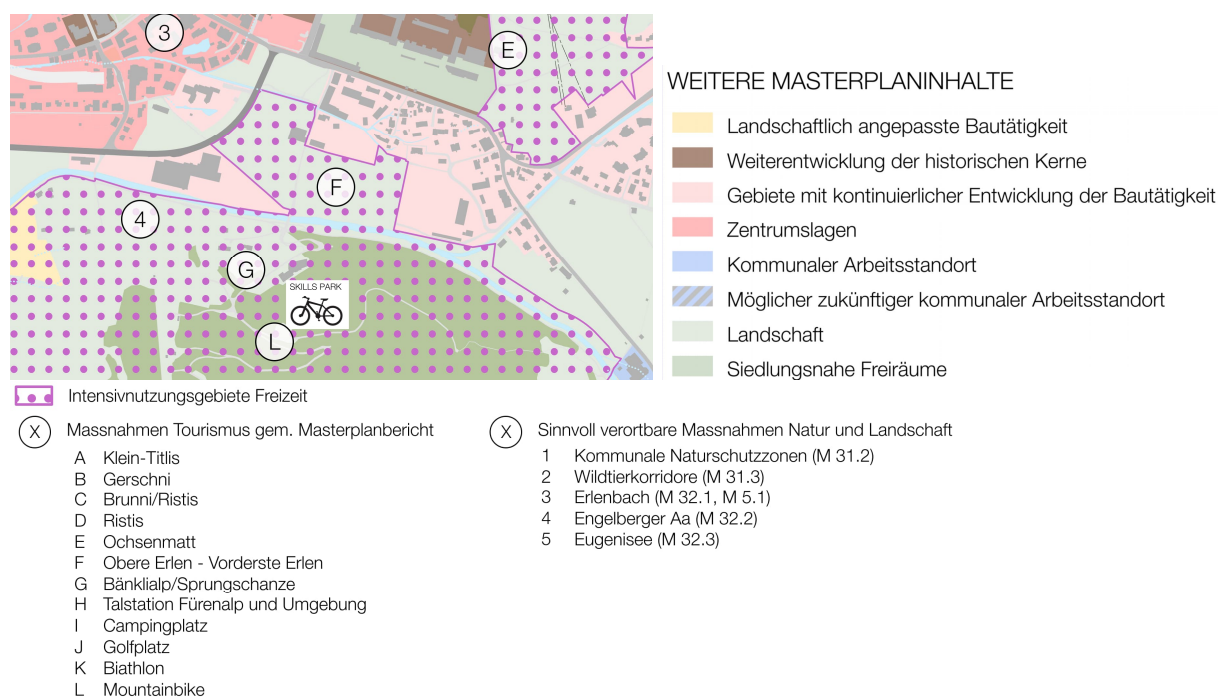 3
E
F
4
G
SKILLS PARK
L
WEITERE MASTERPLANINHALTE
Landschaftlich angepasste Bautätigkeit
Weiterentwicklung der historischen Kerne
Gebiete mit kontinuierlicher Entwicklung der Bautätigkeit
Zentrumslagen
Kommunaler Arbeitsstandort
Möglicher zukünftiger kommunaler Arbeitsstandort
Landschaft
Siedlungsnahe Freiräume
Intensivnutzungsgebiete Freizeit
X Massnahmen Tourismus gem. Masterplanbericht
A Klein-Titlis
B Gerschni
C Brunni/Ristis
D Ristis
E Ochsenmatt
F Obere Erlen - Vorderste Erlen
G Bänklialp/Sprungschanze
H Talstation Fürenalp und Umgebung
I Campingplatz
J Golfplatz
K Biathlon
L Mountainbike
X Sinnvoll verortbare Massnahmen Natur und Landschaft
1 Kommunale Naturschutzzonen (M 31.2)
2 Wildtierkorridore (M 31.3)
3 Erlenbach (M 32.1, M 5.1)
4 Engelberger Aa (M 32.2)
5 Eugenisee (M 32.3)